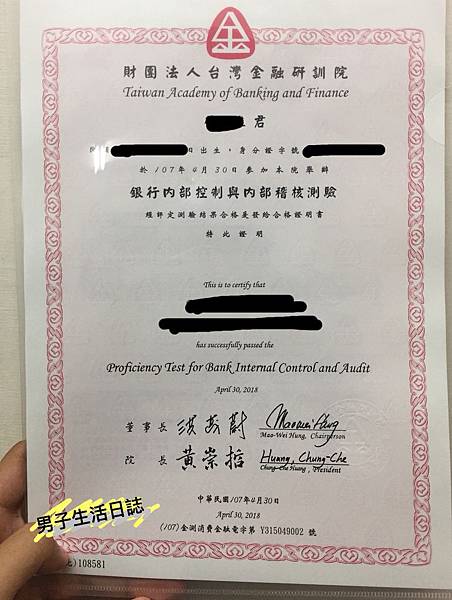 金
財團法人台灣金融研訓院
Taiwan Academy of Banking and Finance
君
日出生，身分證字號
於107年4月30日參加本院舉辦
銀行內部控制與內部稽核測驗
經評定測驗結果合格爰發給合格證明書
特此證明
This is to certify that
has successfully passed the
Proficiency Test for Bank Internal Control and Audit
April 30, 2018
董事長 洪茂蔚
Mao-Wei Hung, Chairperson
院長 黃崇哲 Huang, Chung-Che
Chung-Che Huang, President
中華民國107年4月30日
April 30, 2018
(107)金測消費金融電字第 Y315049002 號
男子生活日誌
)108581